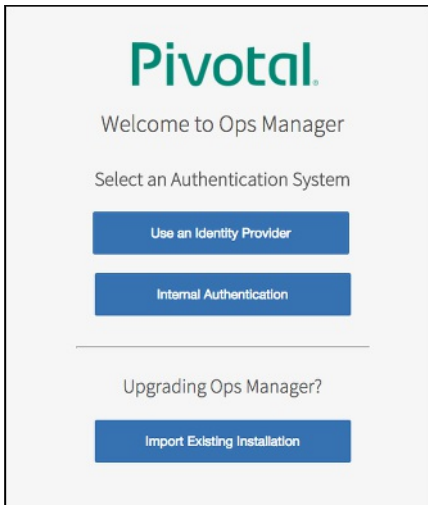 Pivotal®
Welcome to Ops Manager
Select an Authentication System
Use an Identity Provider
Internal Authentication
Upgrading Ops Manager?
Import Existing Installation